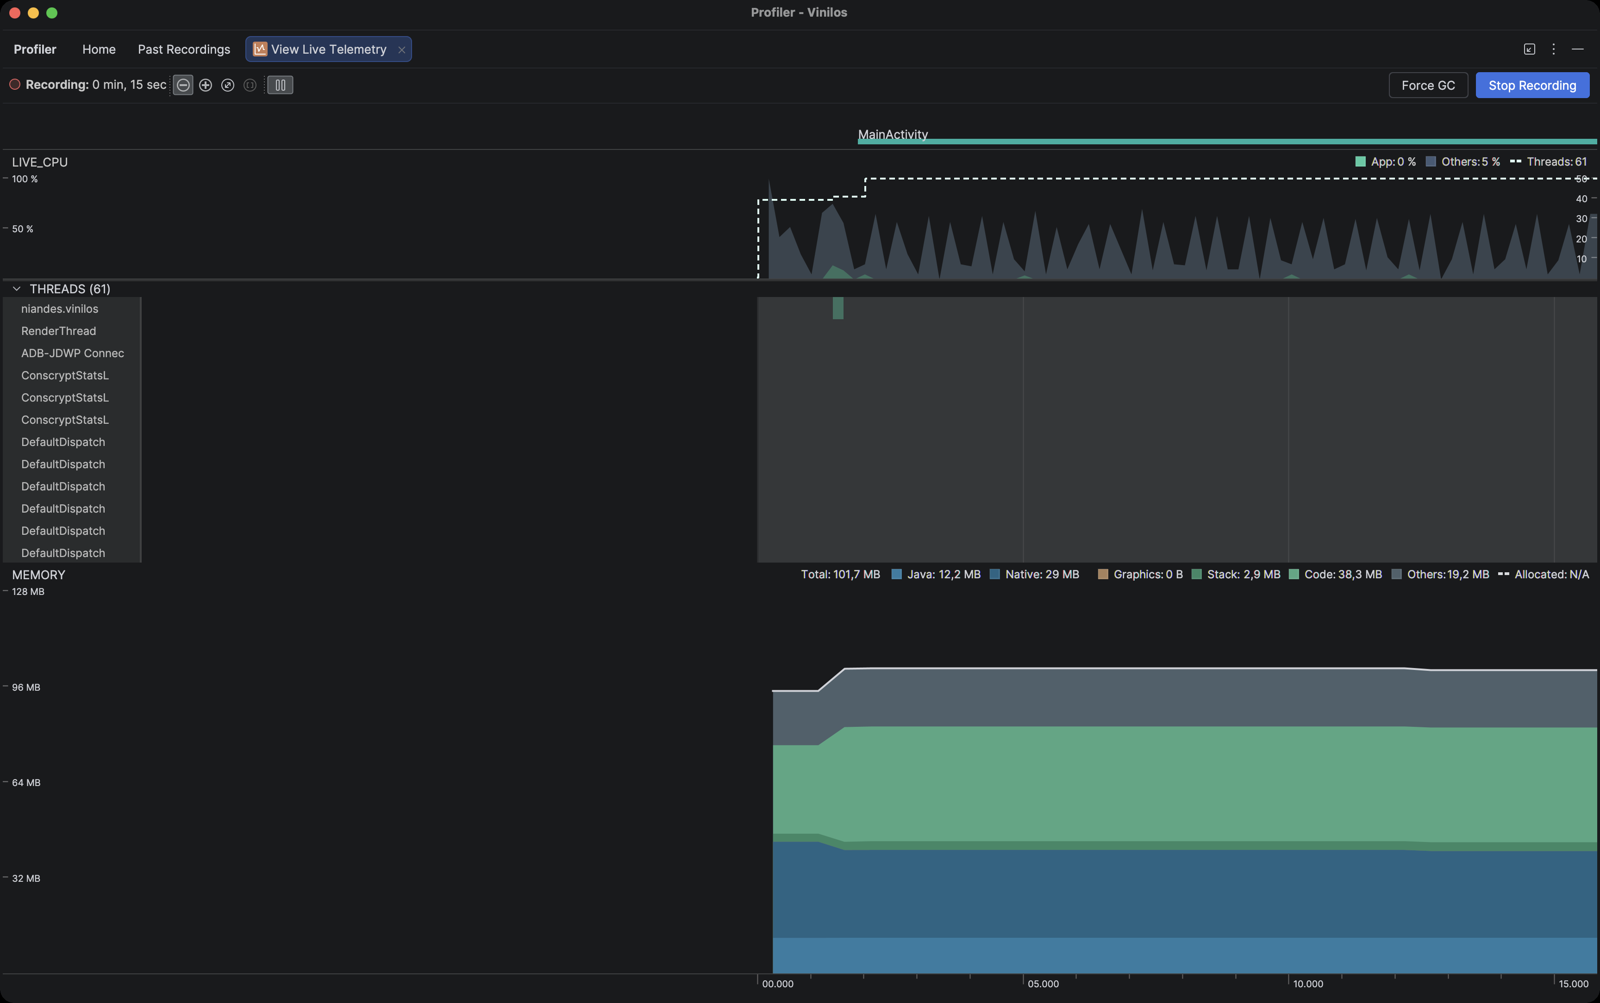 Profiler - Vinilos
Profiler Home Past Recordings View Live Telemetry
Recording: 0 min, 15 sec Force GC Stop Recording
MainActivity
LIVE_CPU App: 0 % Others: 5 % Threads: 61
100 % 50
40
50 % 30
20
10
THREADS (61)
niandes.vinilos
RenderThread
ADB-JDWP Connec
ConscryptStatsL
ConscryptStatsL
ConscryptStatsL
DefaultDispatch
DefaultDispatch
DefaultDispatch
DefaultDispatch
DefaultDispatch
DefaultDispatch
MEMORY Total: 101,7 MB Java: 12,2 MB Native: 29 MB Graphics: 0 B Stack: 2,9 MB Code: 38,3 MB Others: 19,2 MB Allocated: N/A
128 MB
96 MB
64 MB
32 MB
00.000 05.000 10.000 15.000